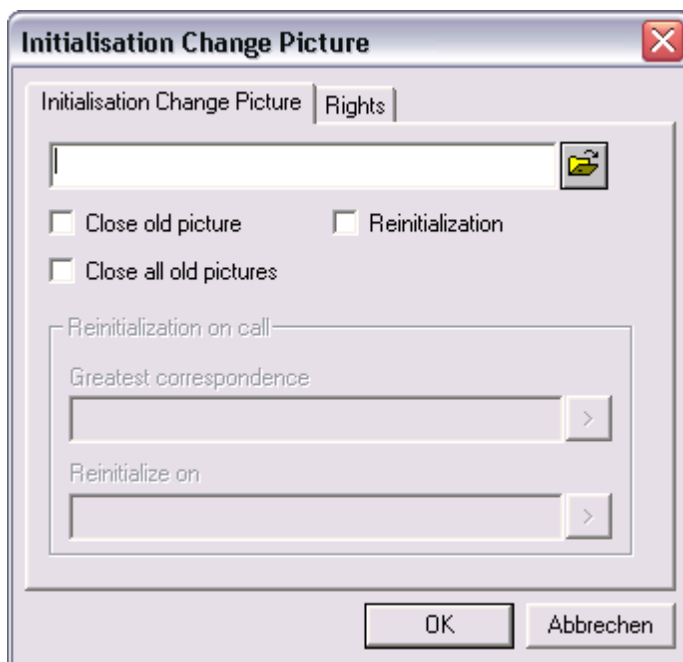 Initialisation Change Picture
Initialisation Change Picture Rights
Close old picture Reinitialization
Close all old pictures
Reinitialization on call
Greatest correspondence
>
Reinitialize on
>
OK Abbrechen